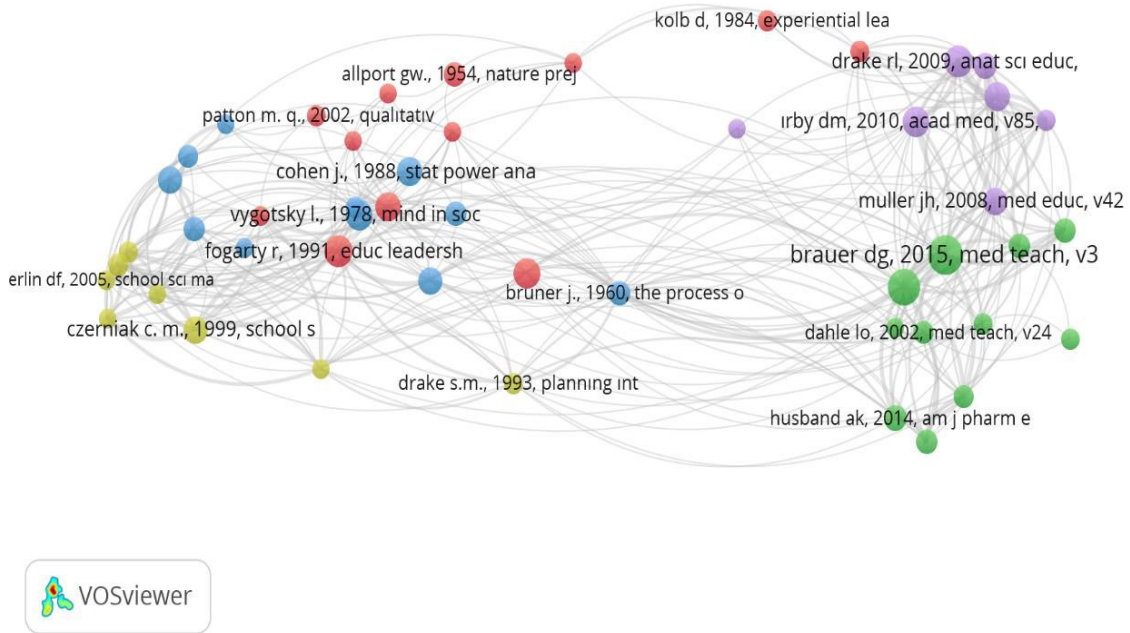 kolb d, 1984, experiential lea
drake rl, 2009, anat scı educ,
allport gw., 1954, nature prej
patton m. q., 2002, qualıtatıv
ırby dm, 2010, acad med, v85,
cohen j., 1988, stat power ana
muller jh, 2008, med educ, v42
vygotsky l., 1978, mind in soc
fogarty r, 1991, educ leadersh
brauer dg, 2015, med teach, v3
erlin df, 2005, school scı ma
bruner j., 1960, the process o
czerniak c. m., 1999, school s
dahle lo, 2002, med teach, v24
drake s.m., 1993, plannıng ınt
husband ak, 2014, am j pharm e
VOSviewer